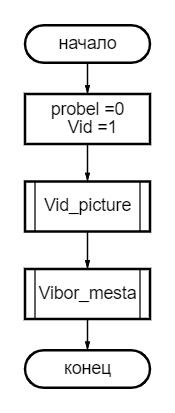 начало
probel =0
Vid =1
Vid_picture
Vibor_mesta
конец